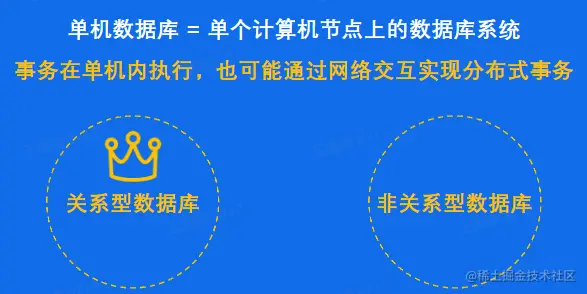 单机数据库 = 单个计算机节点上的数据库系统
事务在单机内执行，也可能通过网络交互实现分布式事务
关系型数据库
非关系型数据库
@稀土掘金技术社区